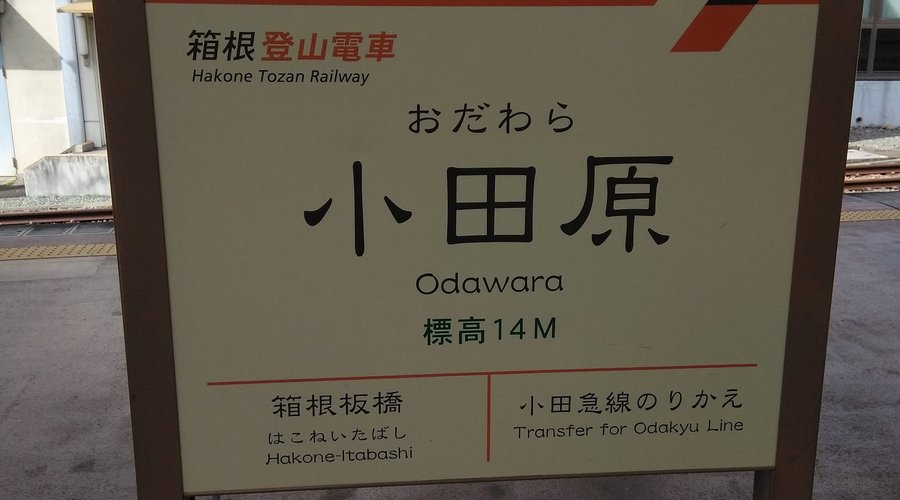 箱根登山電車
Hakone Tozan Railway
おだわら
小田原
Odawara
標高14M
箱根板橋
はこねいたばし
Hakone-Itabashi
小田急線のりかえ
Transfer for Odakyu Line